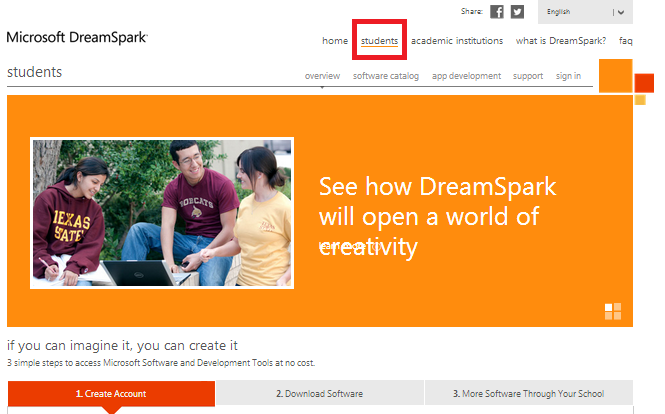 Share:
English
Microsoft DreamSpark
home students academic institutions what is DreamSpark? faq
students
overview software catalog app development support sign in
TEXAS
STATE
BOBCATS
See how DreamSpark
will open a world of
creativity
if you can imagine it, you can create it
3 simple steps to access Microsoft Software and Development Tools at no cost.
1. Create Account
2. Download Software
3. More Software Through Your School